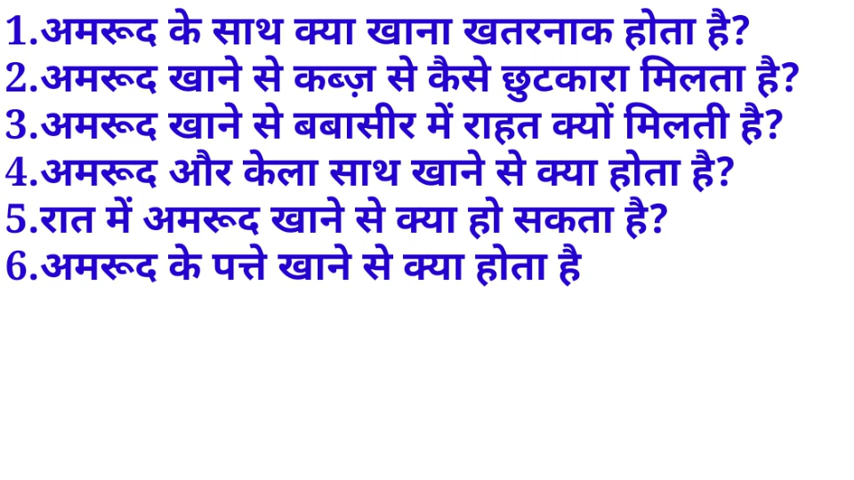 1.अमरूद के साथ क्या खाना खतरनाक होता है?
2.अमरूद खाने से कब्ज़ से कैसे छुटकारा मिलता है?
3.अमरूद खाने से बबासीर में राहत क्यों मिलती है?
4.अमरूद और केला साथ खाने से क्या होता है?
5.रात में अमरूद खाने से क्या हो सकता है?
6.अमरूद के पत्ते खाने से क्या होता है